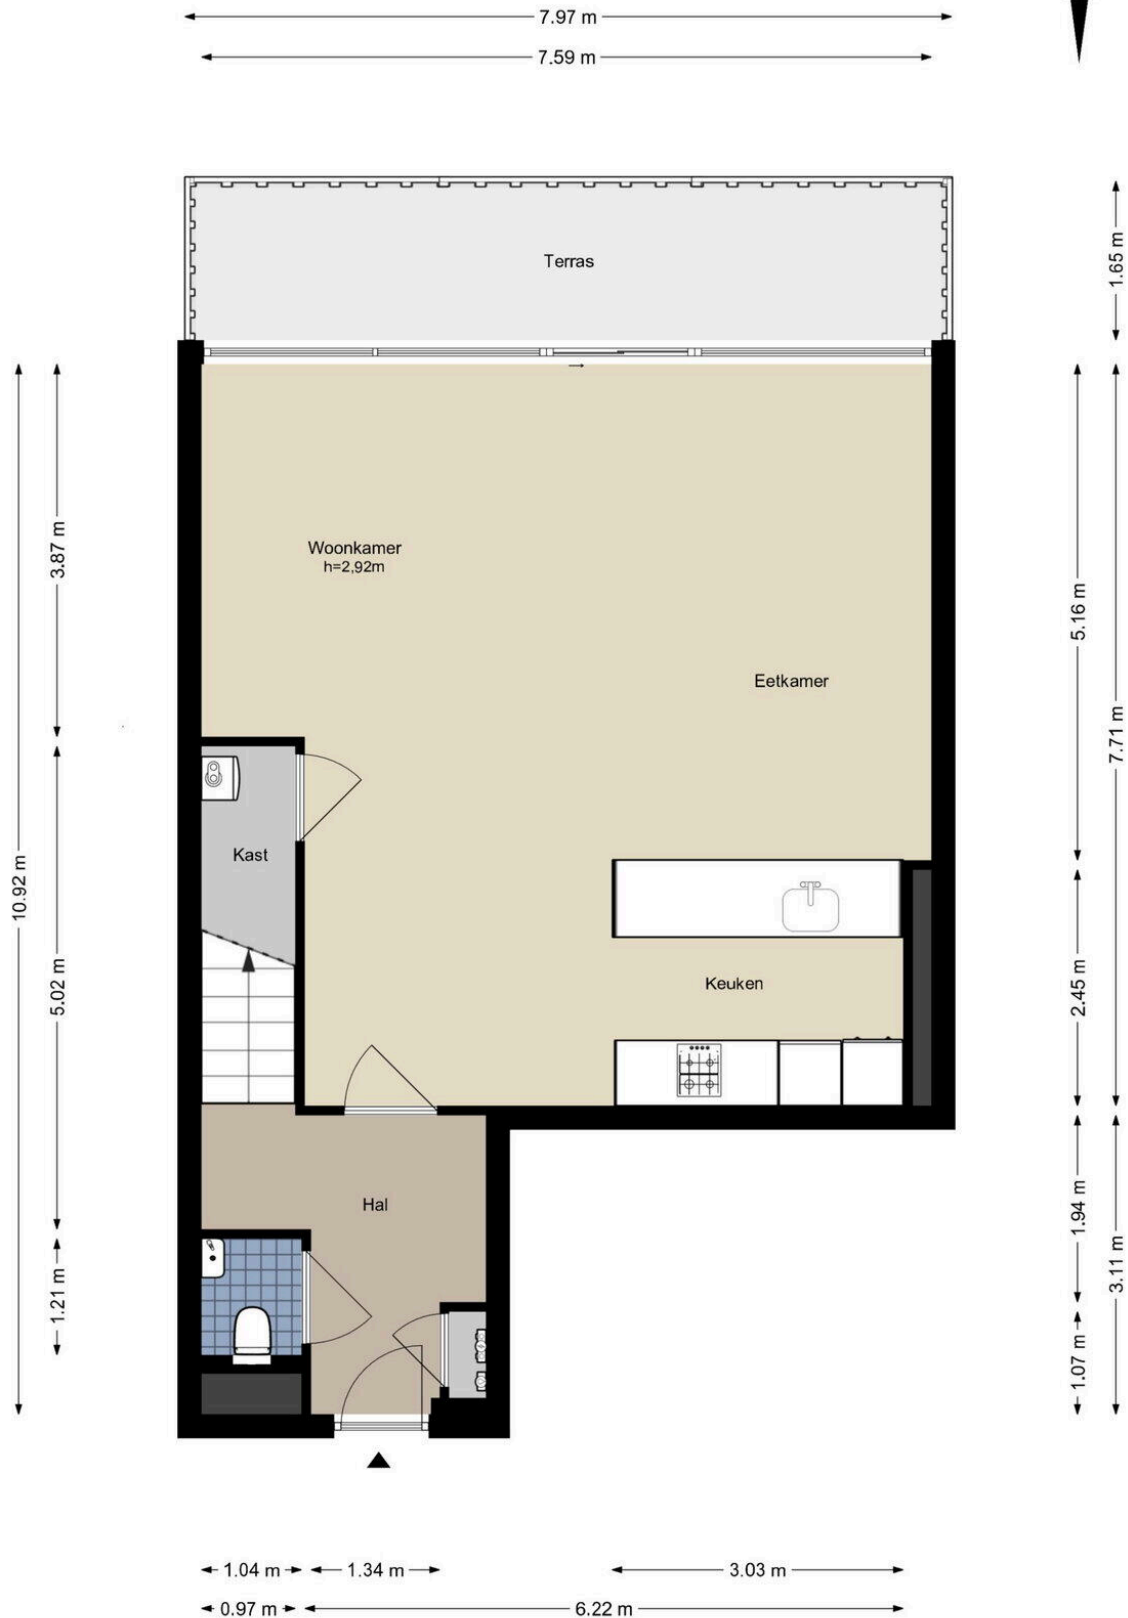 7.97 m
7.59 m
Terras
1.65 m
Woonkamer
h=2,92m
3.87 m
5.16 m
Eetkamer
7.71 m
Kast
10.92 m
5.02 m
Keuken
2.45 m
Hal
1.94 m
3.11 m
1.21 m
1.07 m
1.04 m
1.34 m
3.03 m
0.97 m
6.22 m